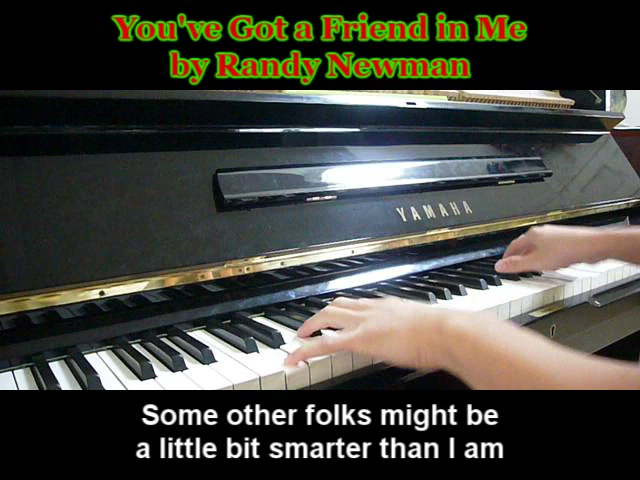 You've Got a Friend in Me
by Randy Newman
YAMAHA
Some other folks might be
a little bit smarter than I am